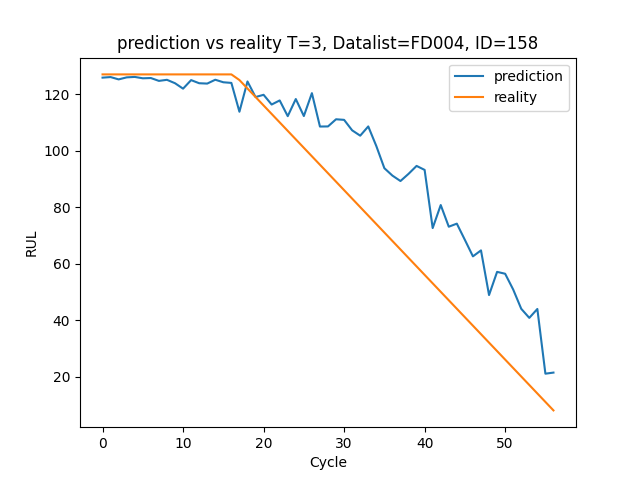 prediction vs reality T=3, Datalist=FD004, ID=158
prediction
reality
RUL
120
100
80
60
40
20
0 10 20 30 40 50
Cycle